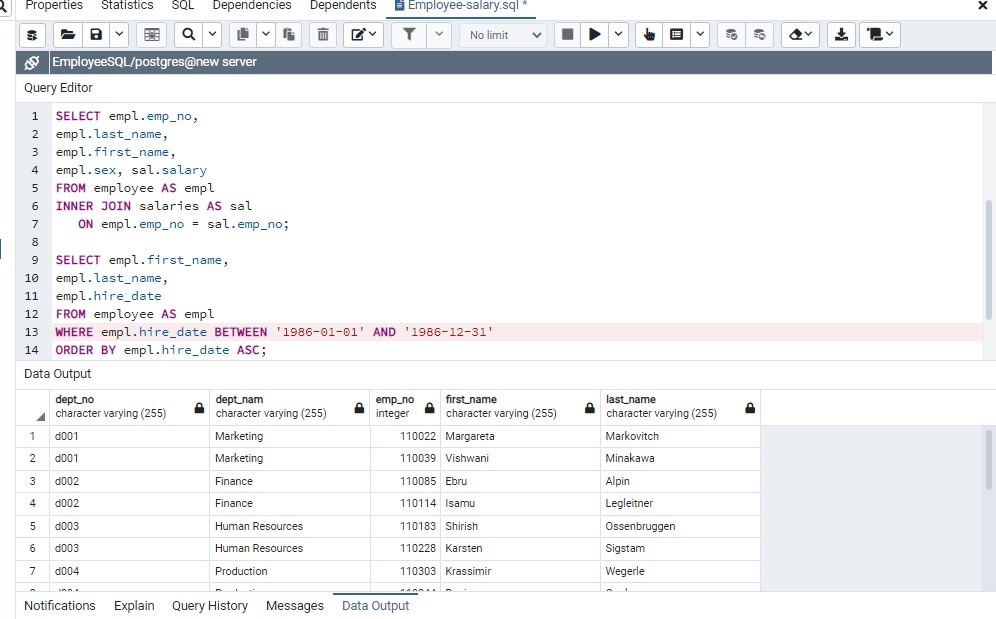 Properties Statistics SQL Dependencies Dependents Employee-salary.sql *
No limit
EmployeeSQL/postgres@new server
Query Editor
1 SELECT empl.emp_no,
2 empl.last_name,
3 empl.first_name,
4 empl.sex, sal.salary
5 FROM employee AS empl
6 INNER JOIN salaries AS sal
7 ON empl.emp_no = sal.emp_no;
8
9 SELECT empl.first_name,
10 empl.last_name,
11 empl.hire_date
12 FROM employee AS empl
13 WHERE empl.hire_date BETWEEN '1986-01-01' AND '1986-12-31'
14 ORDER BY empl.hire_date ASC;
Data Output
dept_no dept_nam emp_no first_name last_name
character varying (255) character varying (255) integer character varying (255) character varying (255)
1 d001 Marketing 110022 Margareta Markovitch
2 d001 Marketing 110039 Vishwani Minakawa
3 d002 Finance 110085 Ebru Alpin
4 d002 Finance 110114 Isamu Legleitner
5 d003 Human Resources 110183 Shirish Ossenbruggen
6 d003 Human Resources 110228 Karsten Sigstam
7 d004 Production 110303 Krassimir Wegerle
Notifications Explain Query History Messages Data Output